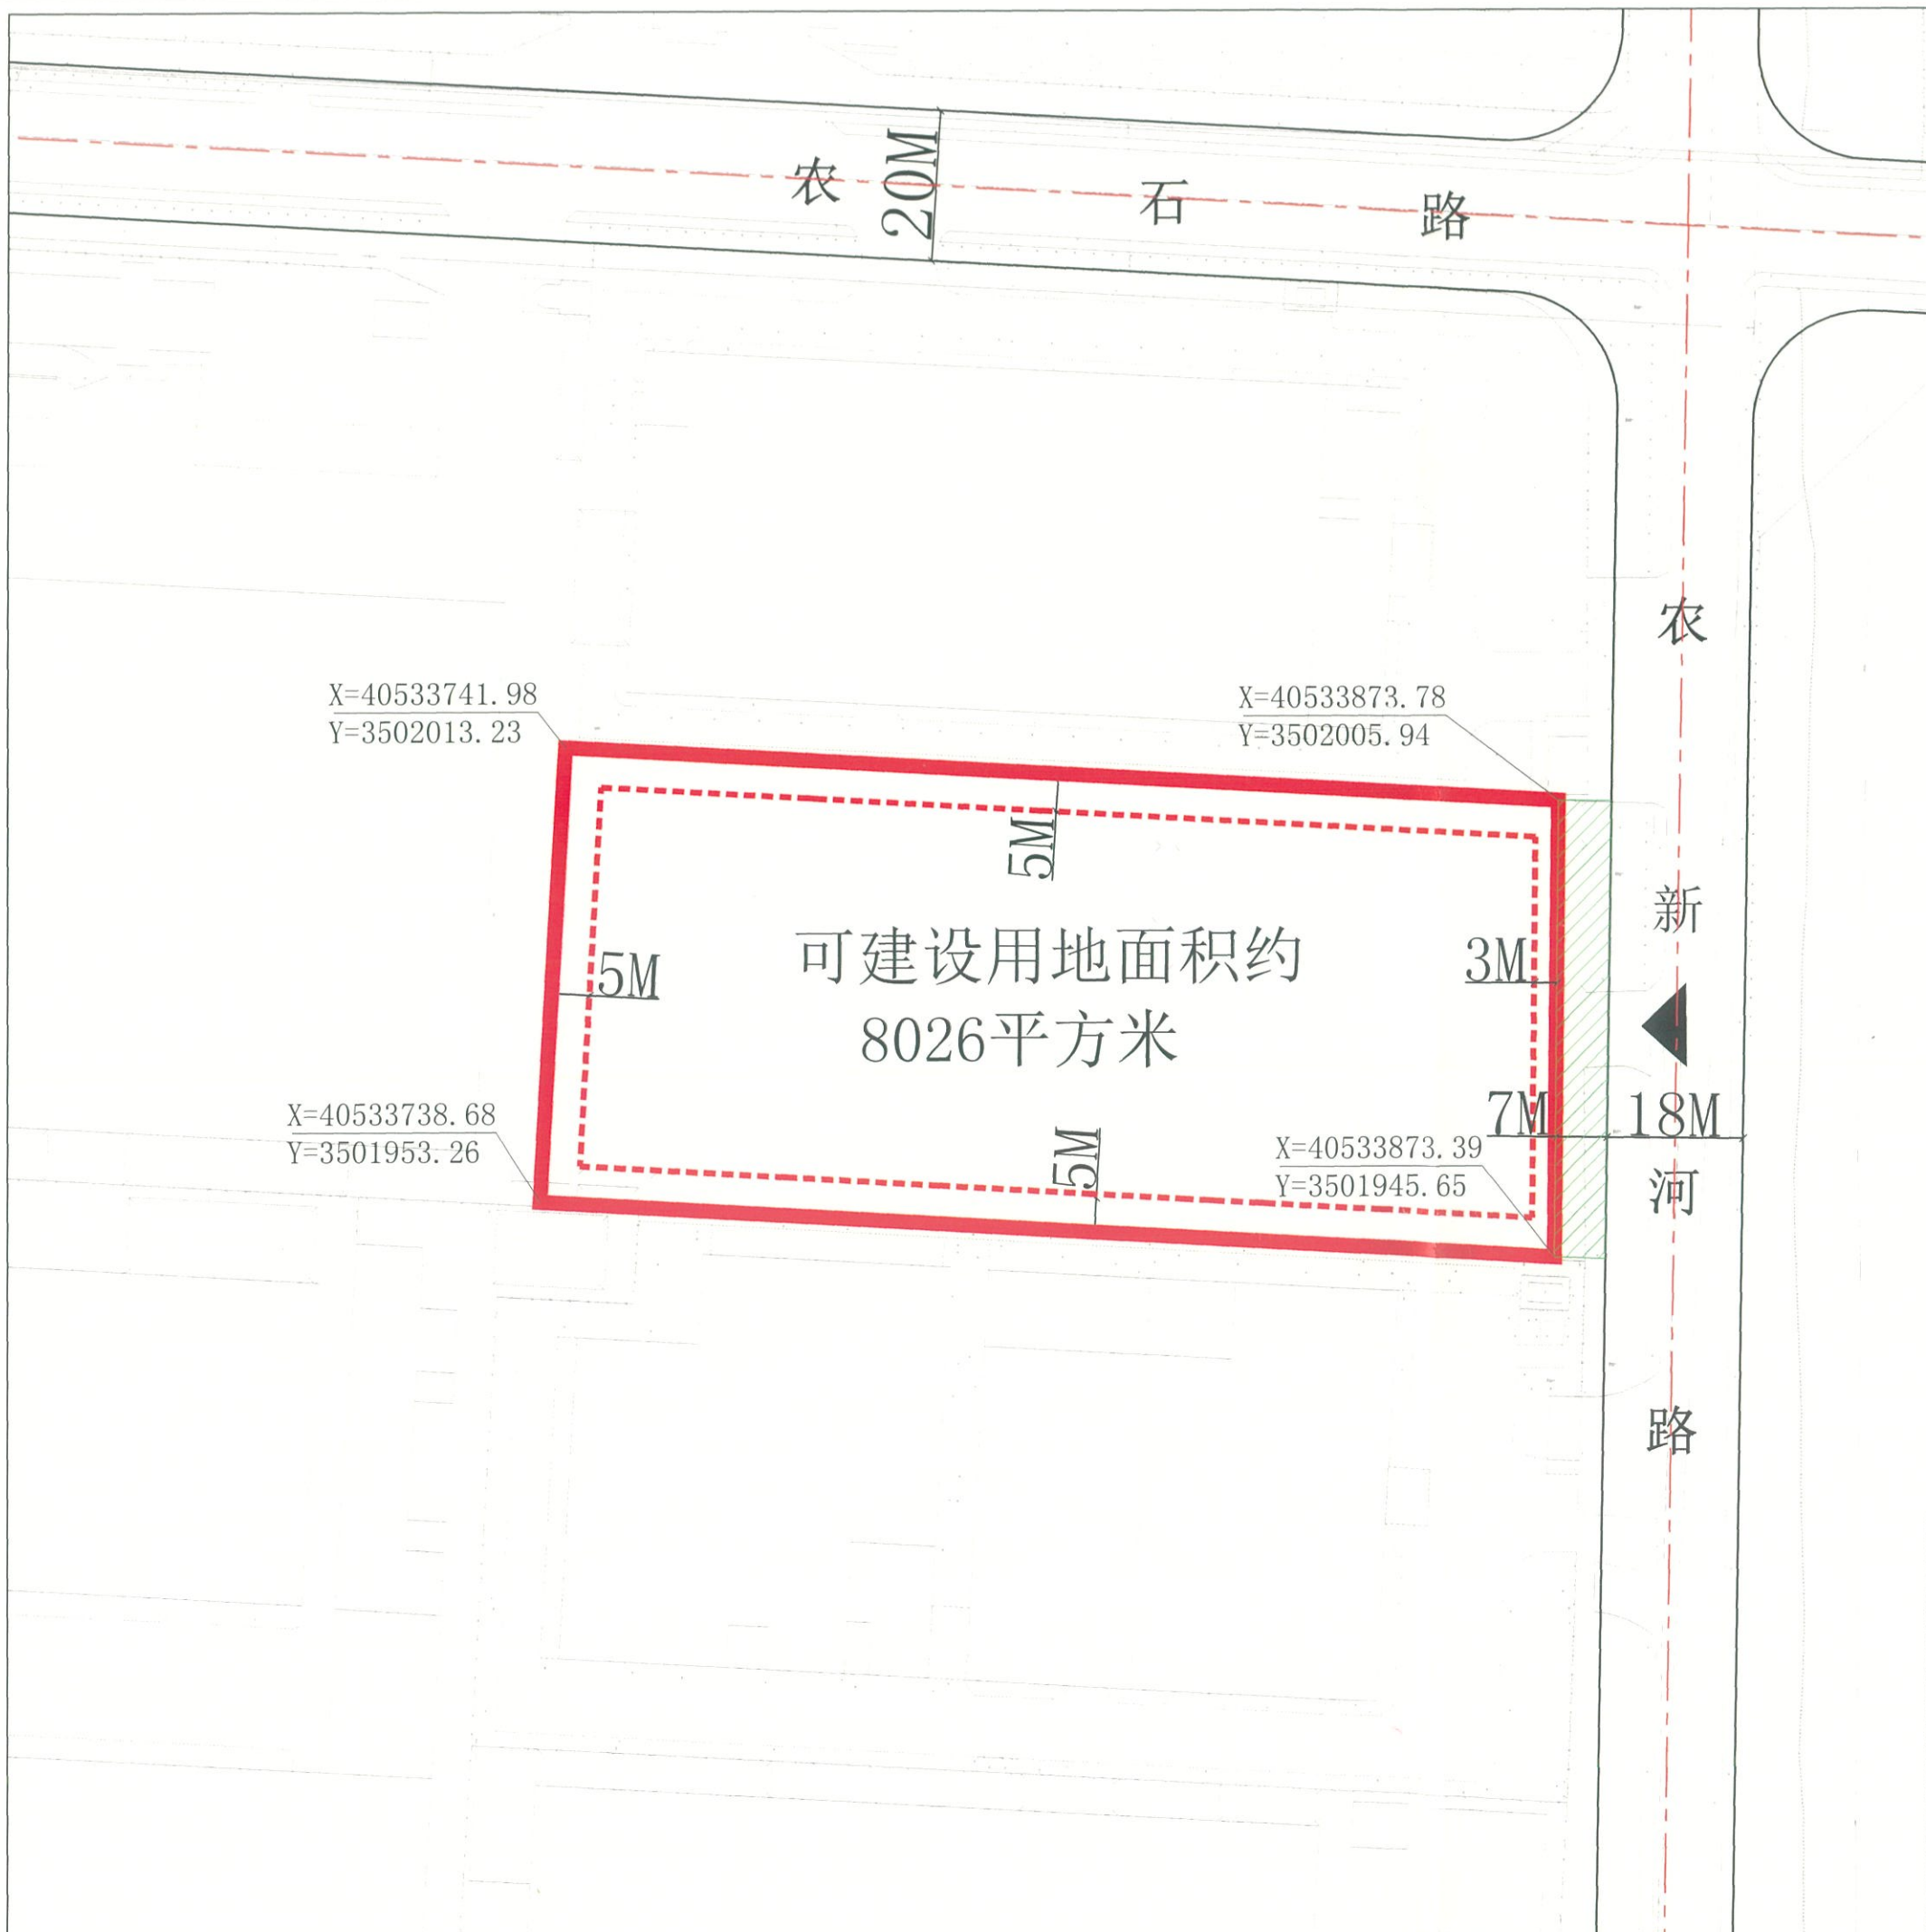 农石路
20M
农新河路
X=40533741.98
Y=3502013.23
X=40533873.78
Y=3502005.94
5M
可建设用地面积约
8026平方米
5M
3M
7M
18M
X=40533738.68
Y=3501953.26
5M
X=40533873.39
Y=3501945.65